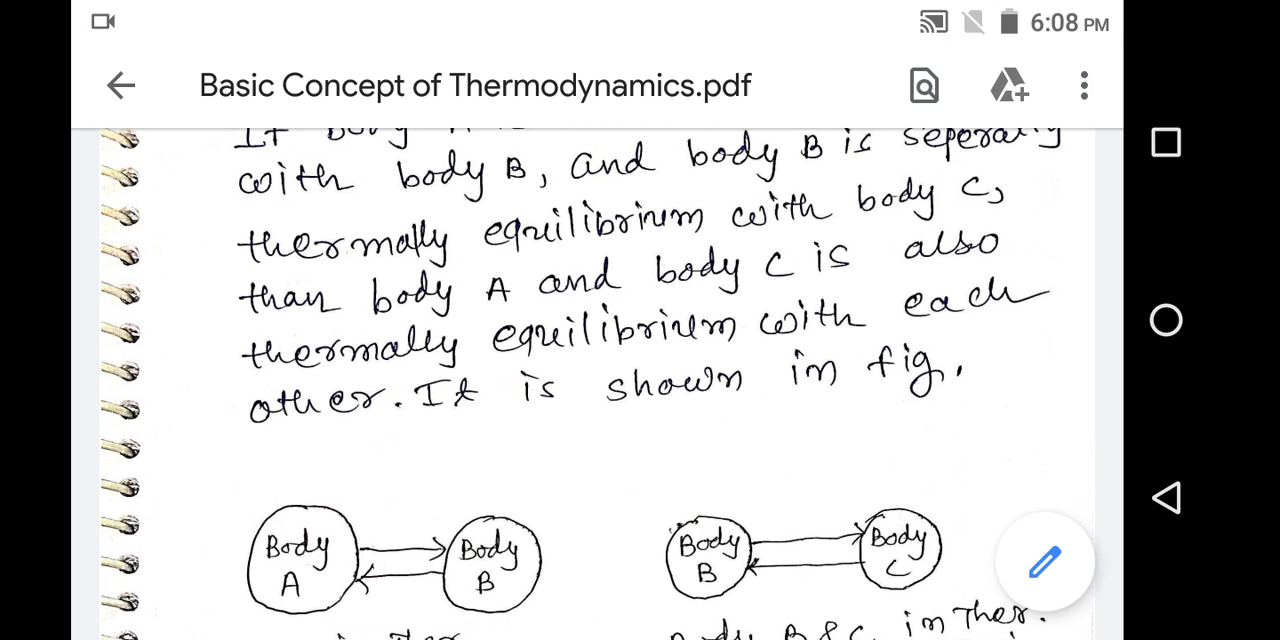 6:08 PM
Basic Concept of Thermodynamics.pdf
with body B, and body B is seperatly
thermally equilibrium with body C,
than body A and body C is also
thermally equilibrium with each
other. It is shown in fig.
Body A
Body B
Body B
Body C
B & C in Ther.